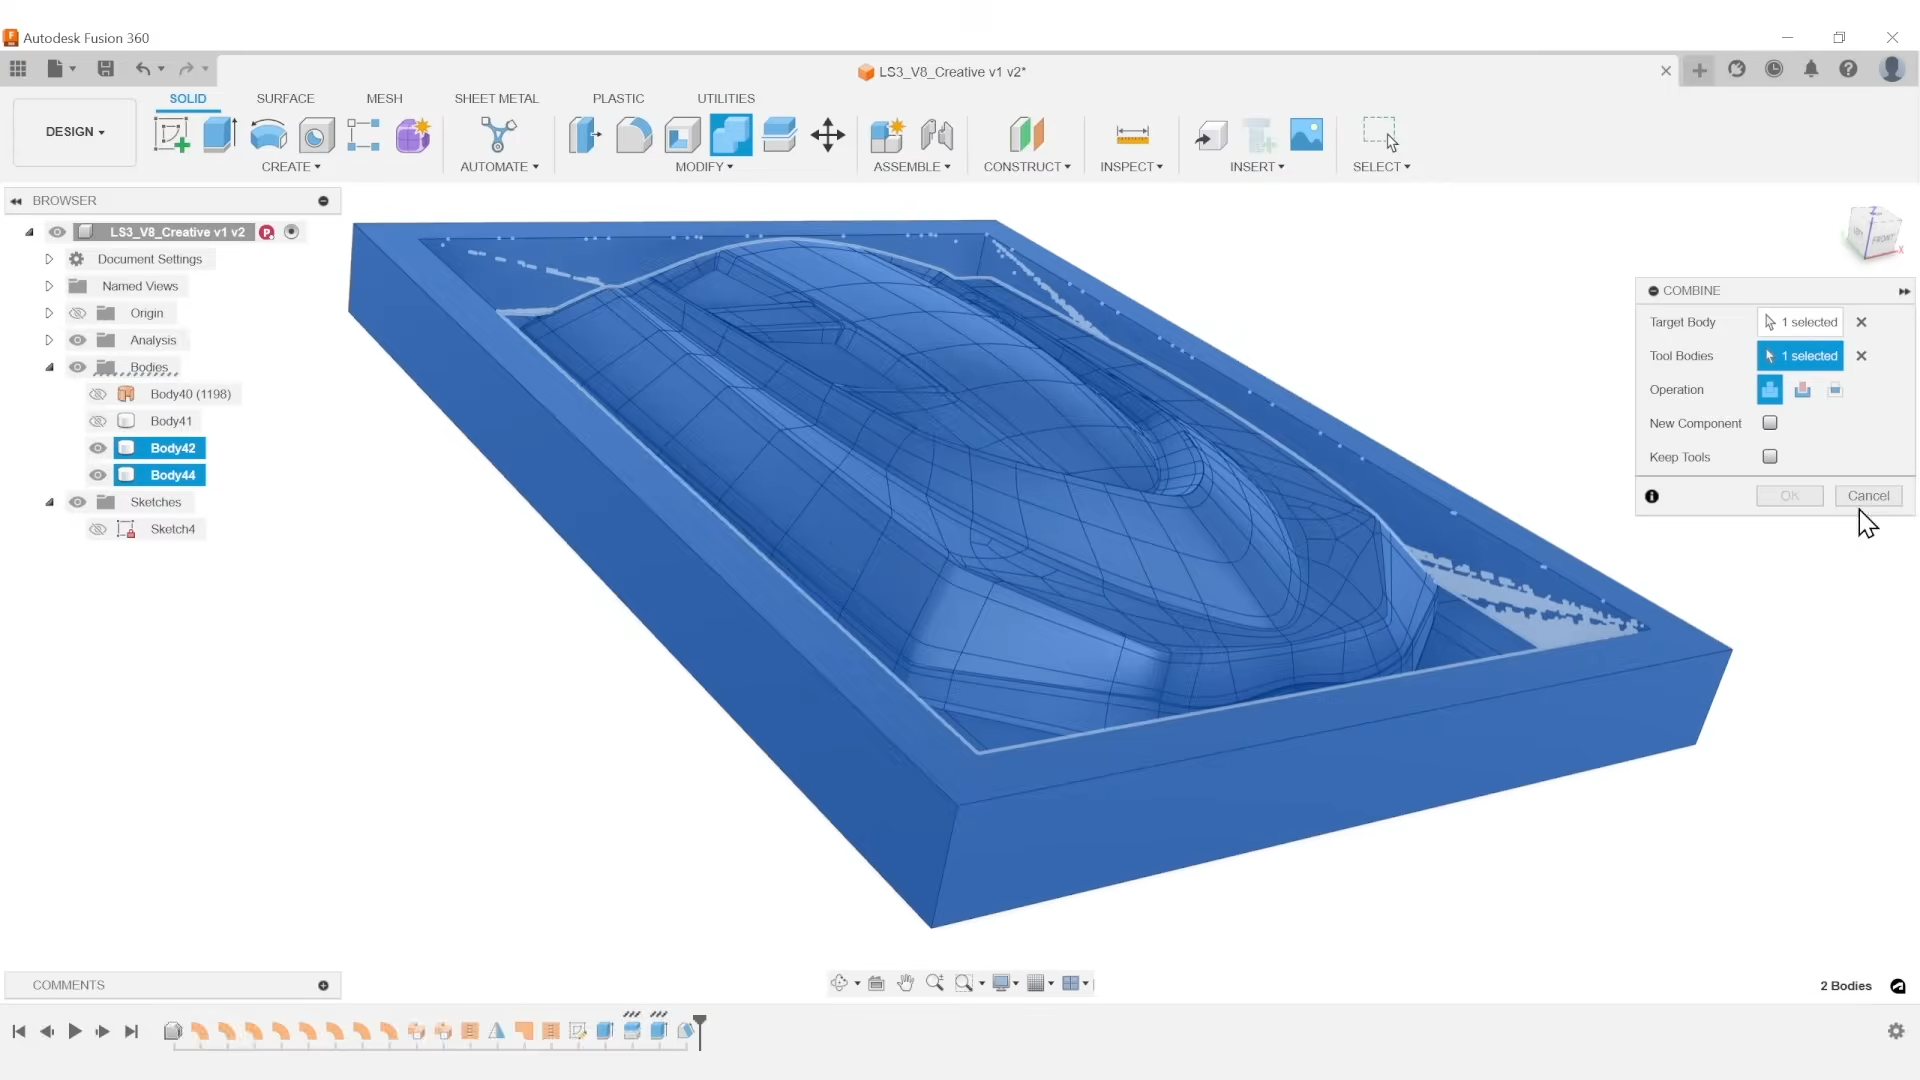 Autodesk Fusion 360
LS3_V8_Creative v1 v2*
DESIGN
SOLID
SURFACE
MESH
SHEET METAL
PLASTIC
UTILITIES
CREATE
AUTOMATE
MODIFY
ASSEMBLE
CONSTRUCT
INSPECT
INSERT
SELECT
BROWSER
LS3_V8_Creative v1 v2
Document Settings
Named Views
Origin
Analysis
Bodies
Body40 (1198)
Body41
Body42
Body44
Sketches
Sketch4
Z
LEFT
FRONT
X
COMBINE
Target Body
1 selected
Tool Bodies
1 selected
Operation
New Component
Keep Tools
OK
Cancel
COMMENTS
2 Bodies